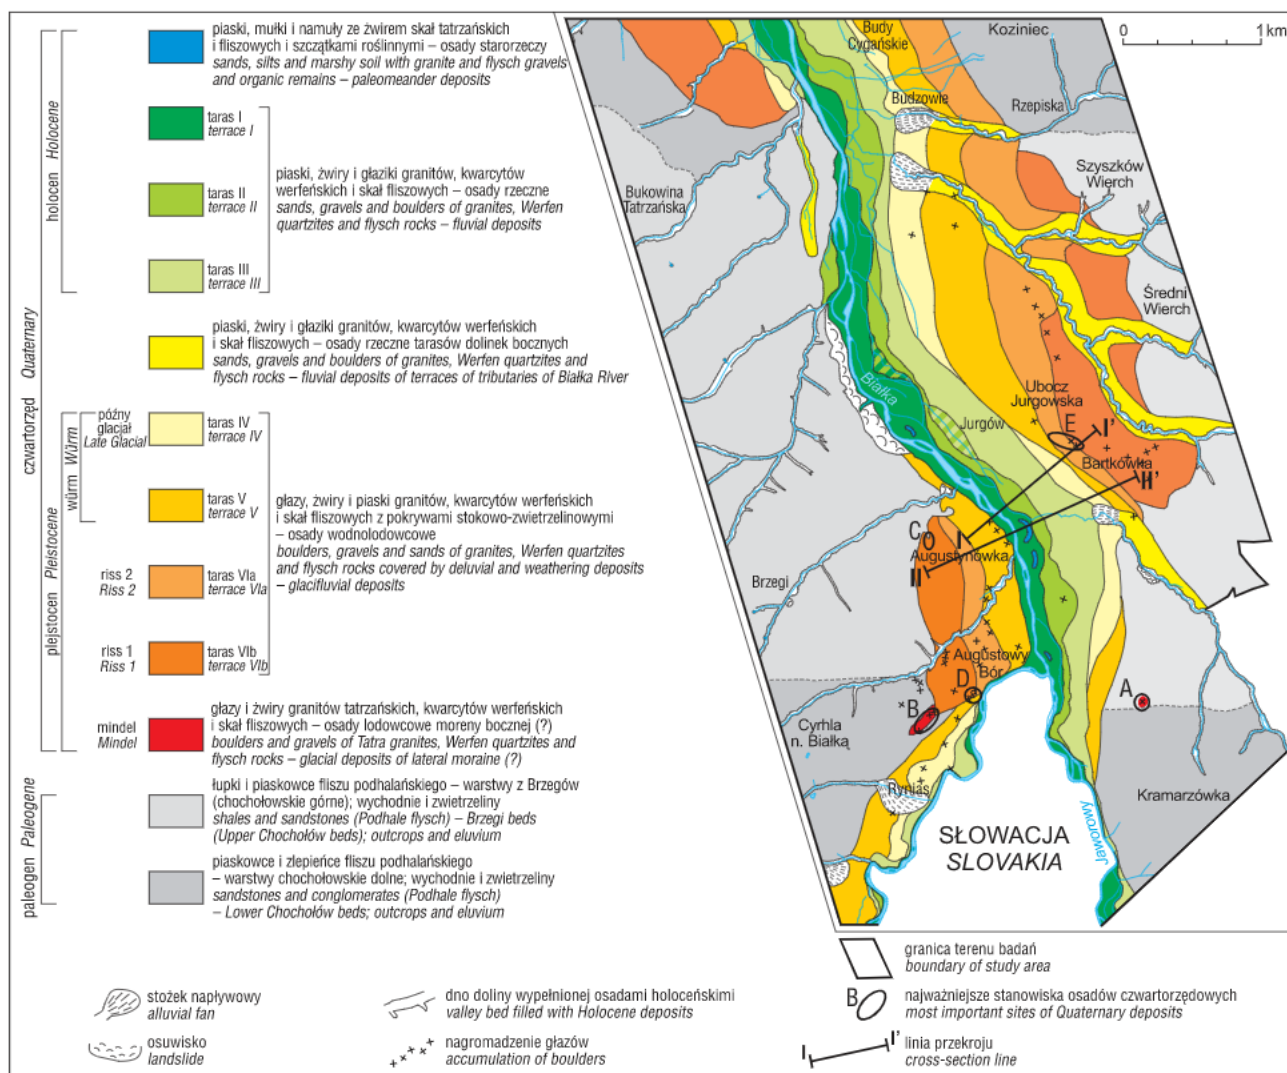 piaski, mułki i namuły ze żwirem skał tatrzańskich
i fliszowych i szczątkami roślinnymi – osady starorzeczy
sands, silts and marshy soil with granite and flysch gravels
and organic remains – paleomeander deposits
holocen Holocene
taras I
terrace I
taras II
terrace II
taras III
terrace III
piaski, żwiry i głaziki granitów, kwarcytów
werfeńskich i skał fliszowych – osady rzeczne
sands, gravels and boulders of granites, Werfen
quartzites and flysch rocks – fluvial deposits
czwartorzęd Quaternary
piaski, żwiry i głaziki granitów, kwarcytów werfeńskich
i skał fliszowych – osady rzeczne tarasów dolinek bocznych
sands, gravels and boulders of granites, Werfen quartzites and
flysch rocks – fluvial deposits of terraces of tributaries of Białka River
plejstocen Pleistocene
würm Würm
późny
glacjał
Late Glacial
taras IV
terrace IV
taras V
terrace V
riss 2
Riss 2
taras VIa
terrace VIa
riss 1
Riss 1
taras VIb
terrace VIb
głazy, żwiry i piaski granitów, kwarcytów werfeńskich
i skał fliszowych z pokrywami stokowo-zwietrzelinowymi
– osady wodnolodowcowe
boulders, gravels and sands of granites, Werfen quartzites
and flysch rocks covered by deluvial and weathering deposits
– glacifluvial deposits
mindel
Mindel
głazy i żwiry granitów tatrzańskich, kwarcytów werfeńskich
i skał fliszowych – osady lodowcowe moreny bocznej (?)
boulders and gravels of Tatra granites, Werfen quartzites and
flysch rocks – glacial deposits of lateral moraine (?)
paleogen Paleogene
łupki i piaskowce fliszu podhalańskiego – warstwy z Brzegów
(chochołowskie górne); wychodnie i zwietrzeliny
shales and sandstones (Podhale flysch) – Brzegi beds
(Upper Chochołów beds); outcrops and eluvium
piaskowce i zlepieńce fliszu podhalańskiego
– warstwy chochołowskie dolne; wychodnie i zwietrzeliny
sandstones and conglomerates (Podhale flysch)
– Lower Chochołów beds; outcrops and eluvium
stożek napływowy
alluvial fan
osuwisko
landslide
dno doliny wypełnionej osadami holoceńskimi
valley bed filled with Holocene deposits
nagromadzenie głazów
accumulation of boulders
granica terenu badań
boundary of study area
B
najważniejsze stanowiska osadów czwartorzędowych
most important sites of Quaternary deposits
I
I'
linia przekroju
cross-section line
0
1 km
Budy
Cygańskie
Koziniec
Budzowie
Rzepiska
Szyszków
Wierch
Bukowina
Tatrzańska
Średni
Wierch
Białka
Ubocz
Jurgowska
Jurgów
E
I'
Bartkówka
II'
C
I
Augustynówka
II
Brzegi
Augustowy
Bór
D
A
B
Cyrhla
n. Białką
Rynias
Kramarzówka
SŁOWACJA
SLOVAKIA
Jaworowy